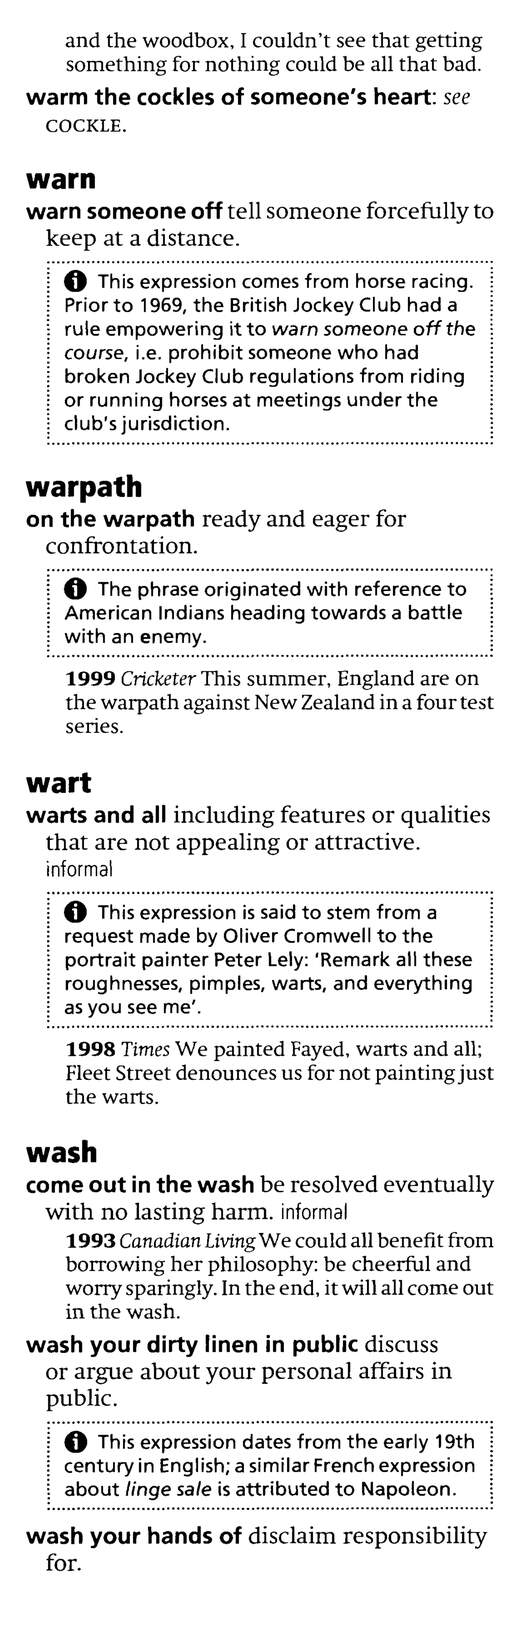 and the woodbox, I couldn't see that getting
something for nothing could be all that bad.
warm the cockles of someone's heart: see
COCKLE.
warn
warn someone off tell someone forcefully to
keep at a distance.
This expression comes from horse racing.
Prior to 1969, the British Jockey Club had a
rule empowering it to warn someone off the
course, i.e. prohibit someone who had
broken Jockey Club regulations from riding
or running horses at meetings under the
club's jurisdiction.
warpath
on the warpath ready and eager for
confrontation.
The phrase originated with reference to
American Indians heading towards a battle
with an enemy.
1999 Cricketer This summer, England are on
the warpath against New Zealand in a four test
series.
wart
warts and all including features or qualities
that are not appealing or attractive.
informal
This expression is said to stem from a
request made by Oliver Cromwell to the
portrait painter Peter Lely: 'Remark all these
roughnesses, pimples, warts, and everything
as you see me'.
1998 Times We painted Fayed, warts and all;
Fleet Street denounces us for not painting just
the warts.
wash
come out in the wash be resolved eventually
with no lasting harm. informal
1993 Canadian Living We could all benefit from
borrowing her philosophy: be cheerful and
worry sparingly. In the end, it will all come out
in the wash.
wash your dirty linen in public discuss
or argue about your personal affairs in
public.
This expression dates from the early 19th
century in English; a similar French expression
about linge sale is attributed to Napoleon.
wash your hands of disclaim responsibility
for.